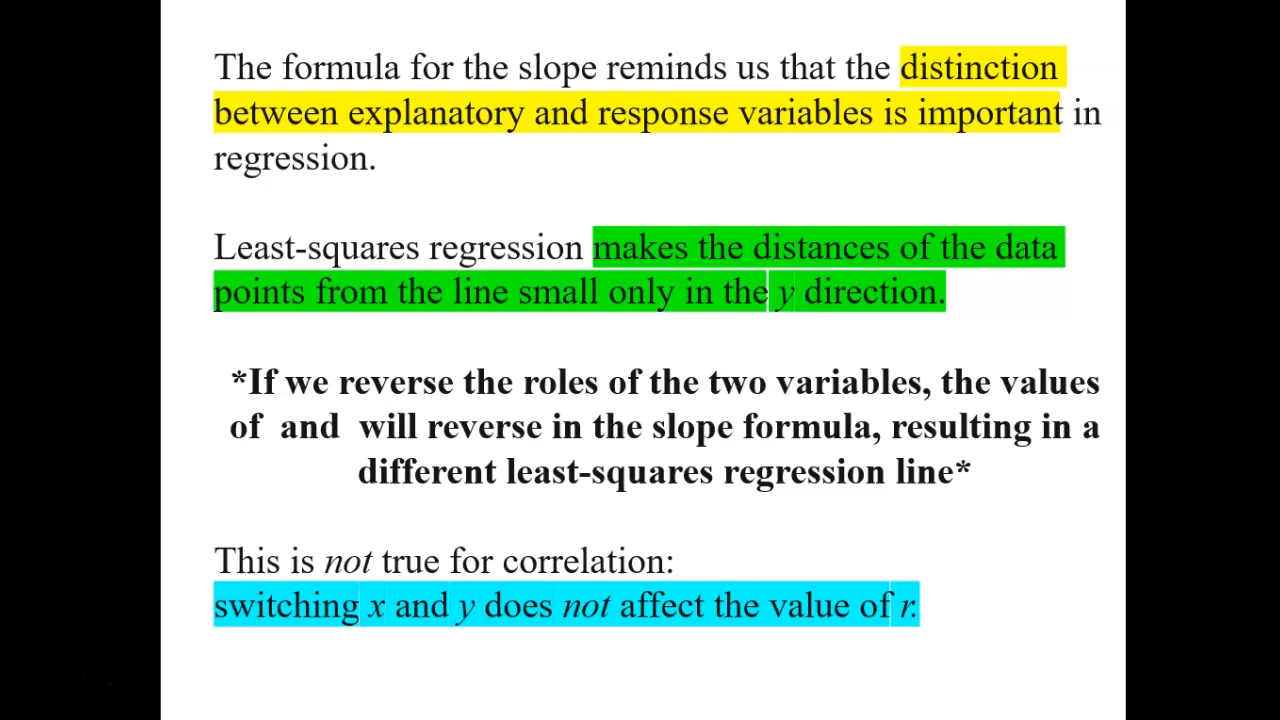 The formula for the slope reminds us that the distinction
between explanatory and response variables is important in
regression.
Least-squares regression makes the distances of the data
points from the line small only in the y direction.
*If we reverse the roles of the two variables, the values
of  and  will reverse in the slope formula, resulting in a
different least-squares regression line*
This is not true for correlation:
switching x and y does not affect the value of r.